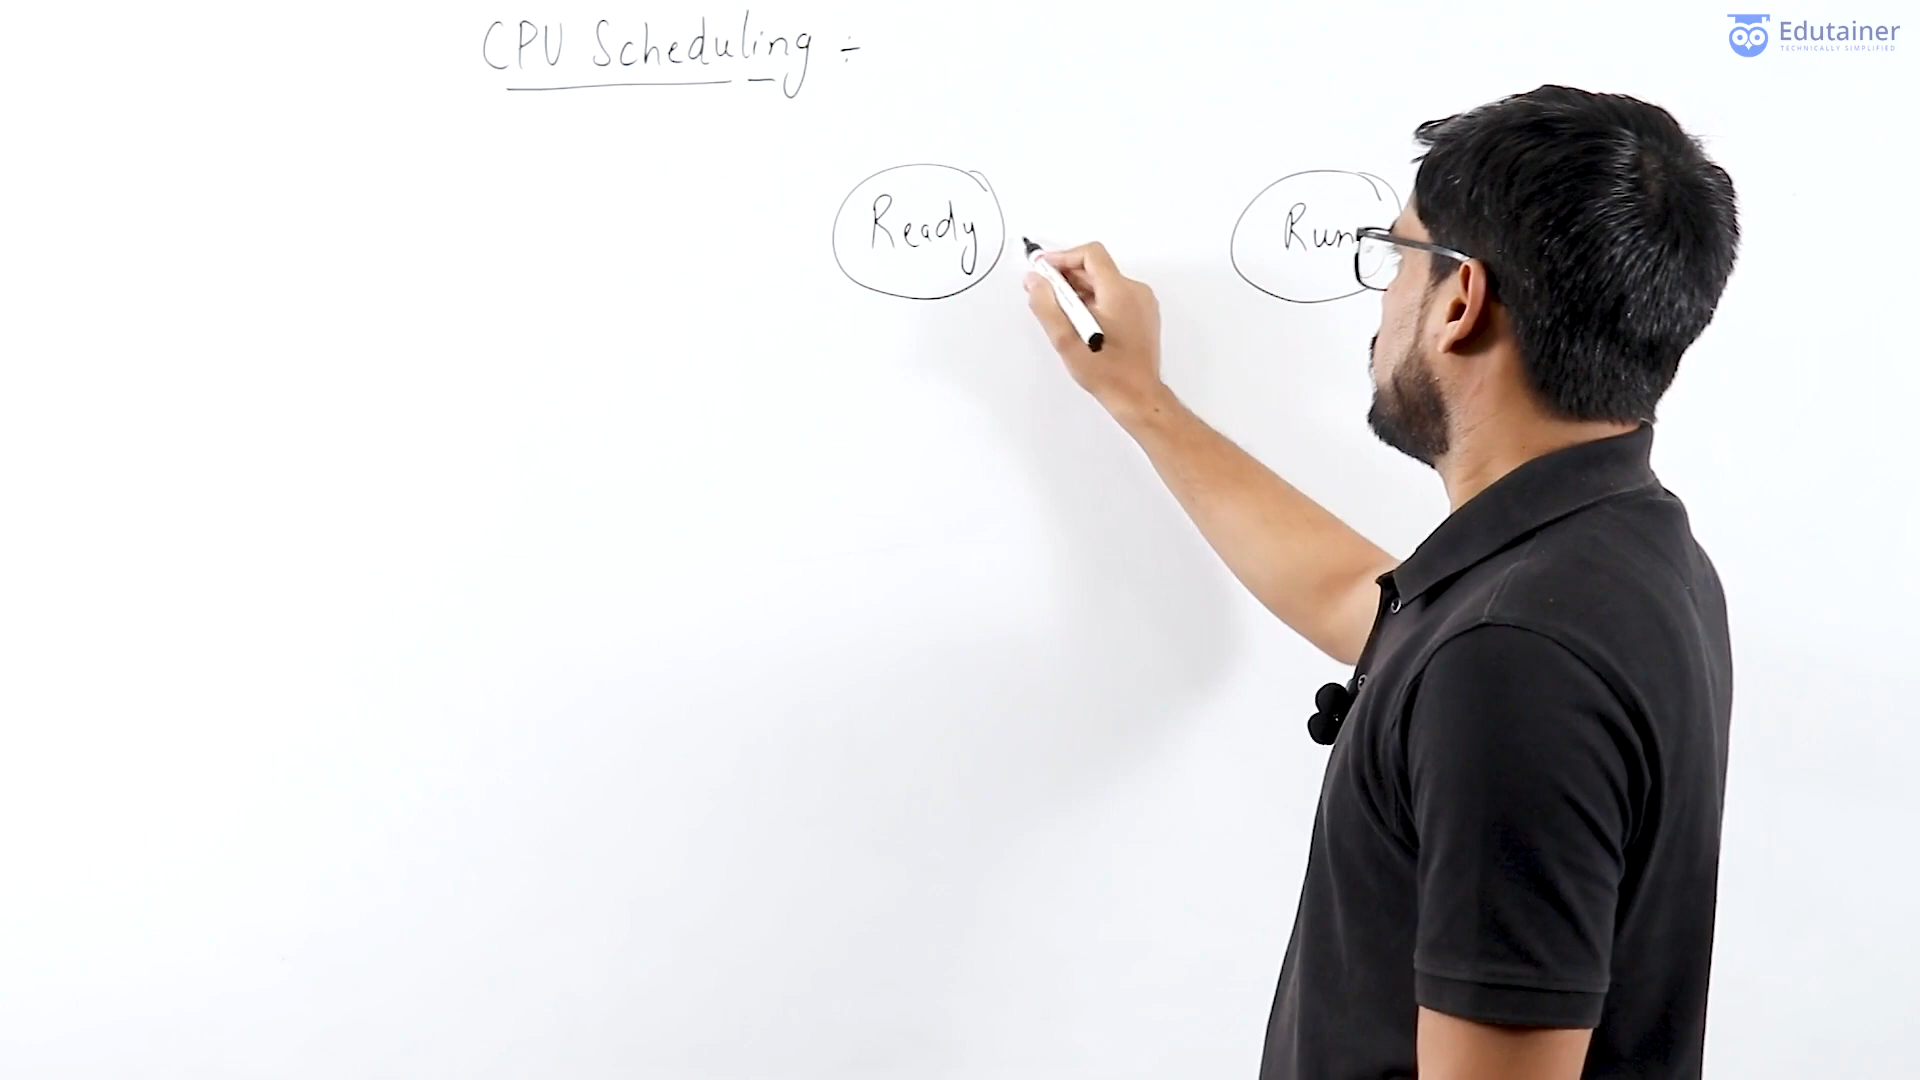 CPU Scheduling ÷
Edutainer
TECHNICALLY SIMPLIFIED
Ready
Run